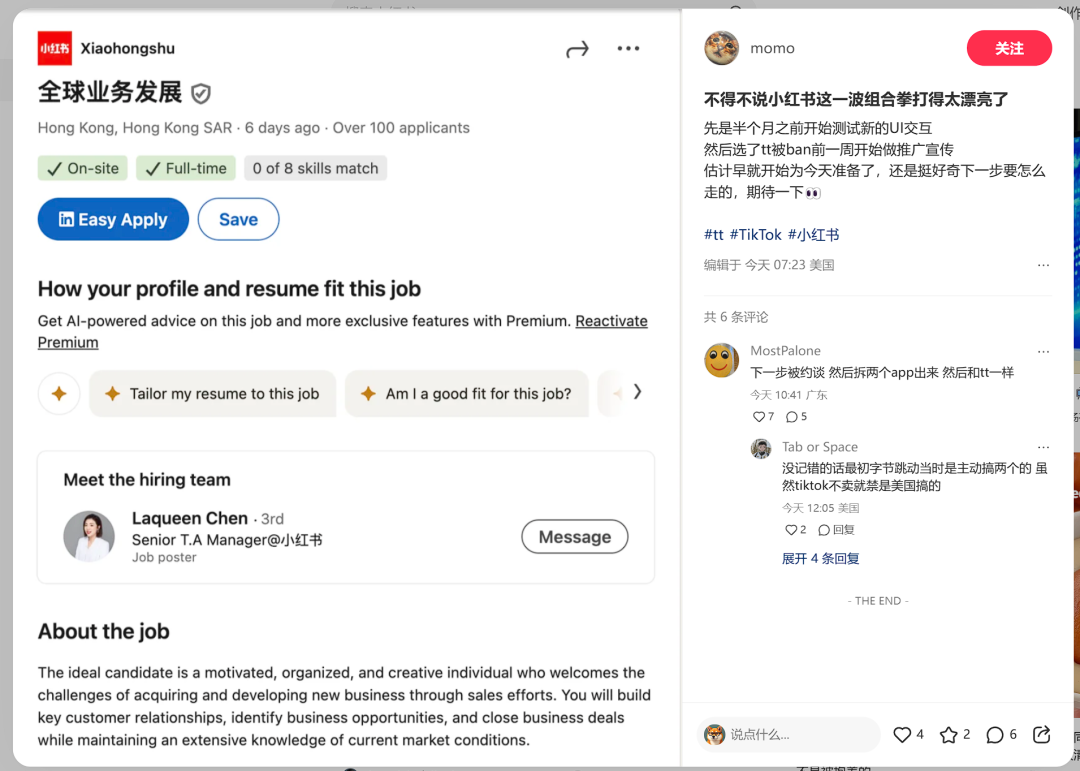 小红书
Xiaohongshu
全球业务发展
Hong Kong, Hong Kong SAR · 6 days ago · Over 100 applicants
On-site
Full-time
0 of 8 skills match
Easy Apply
Save
How your profile and resume fit this job
Get AI-powered advice on this job and more exclusive features with Premium. Reactivate
Premium
Tailor my resume to this job
Am I a good fit for this job?
Meet the hiring team
Laqueen Chen · 3rd
Senior T.A Manager@小红书
Job poster
Message
About the job
The ideal candidate is a motivated, organized, and creative individual who welcomes the
challenges of acquiring and developing new business through sales efforts. You will build
key customer relationships, identify business opportunities, and close business deals
while maintaining an extensive knowledge of current market conditions.
momo
关注
不得不说小红书这一波组合拳打得太漂亮了
先是半个月之前开始测试新的UI交互
然后选了tt被ban前一周开始做推广宣传
估计早就开始为今天准备了，还是挺好奇下一步要怎么
走的，期待一下👀
#tt #TikTok #小红书
编辑于 今天 07:23 美国
共 6 条评论
MostPalone
下一步被约谈 然后拆两个app出来 然后和tt一样
今天 10:41 广东
7
5
Tab or Space
没记错的话最初字节跳动当时是主动搞两个的 虽
然tiktok不卖就禁是美国搞的
今天 12:05 美国
2
回复
展开 4 条回复
- THE END -
说点什么...
4
2
6